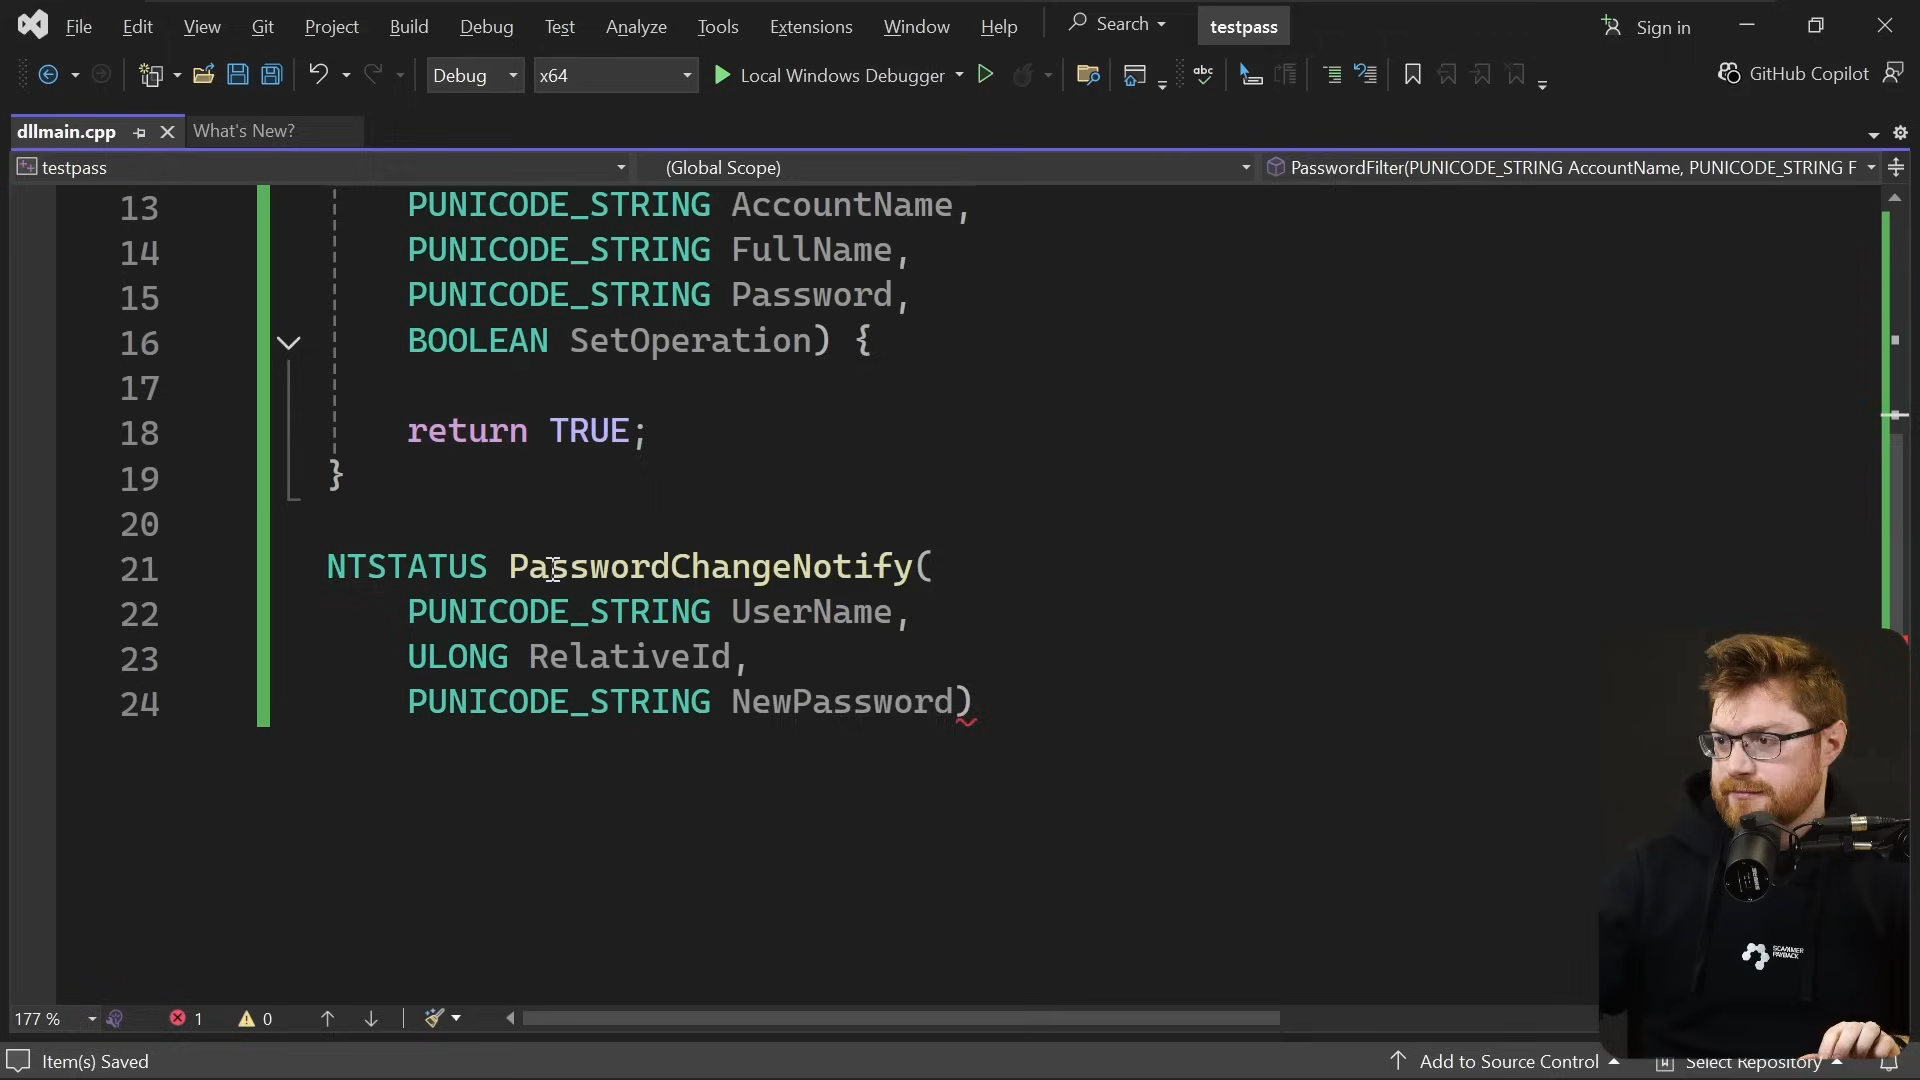 File Edit View Git Project Build Debug Test Analyze Tools Extensions Window Help Search testpass Sign in
Debug x64 Local Windows Debugger abc GitHub Copilot
dllmain.cpp What's New?
testpass (Global Scope) PasswordFilter(PUNICODE_STRING AccountName, PUNICODE_STRING F
13 PUNICODE_STRING AccountName,
14 PUNICODE_STRING FullName,
15 PUNICODE_STRING Password,
16 BOOLEAN SetOperation) {
17
18 return TRUE;
19 }
20
21 NTSTATUS PasswordChangeNotify(
22 PUNICODE_STRING UserName,
23 ULONG RelativeId,
24 PUNICODE_STRING NewPassword)
SCAMMER
PAYBACK
177 % 1 0
Item(s) Saved Add to Source Control Select Repository